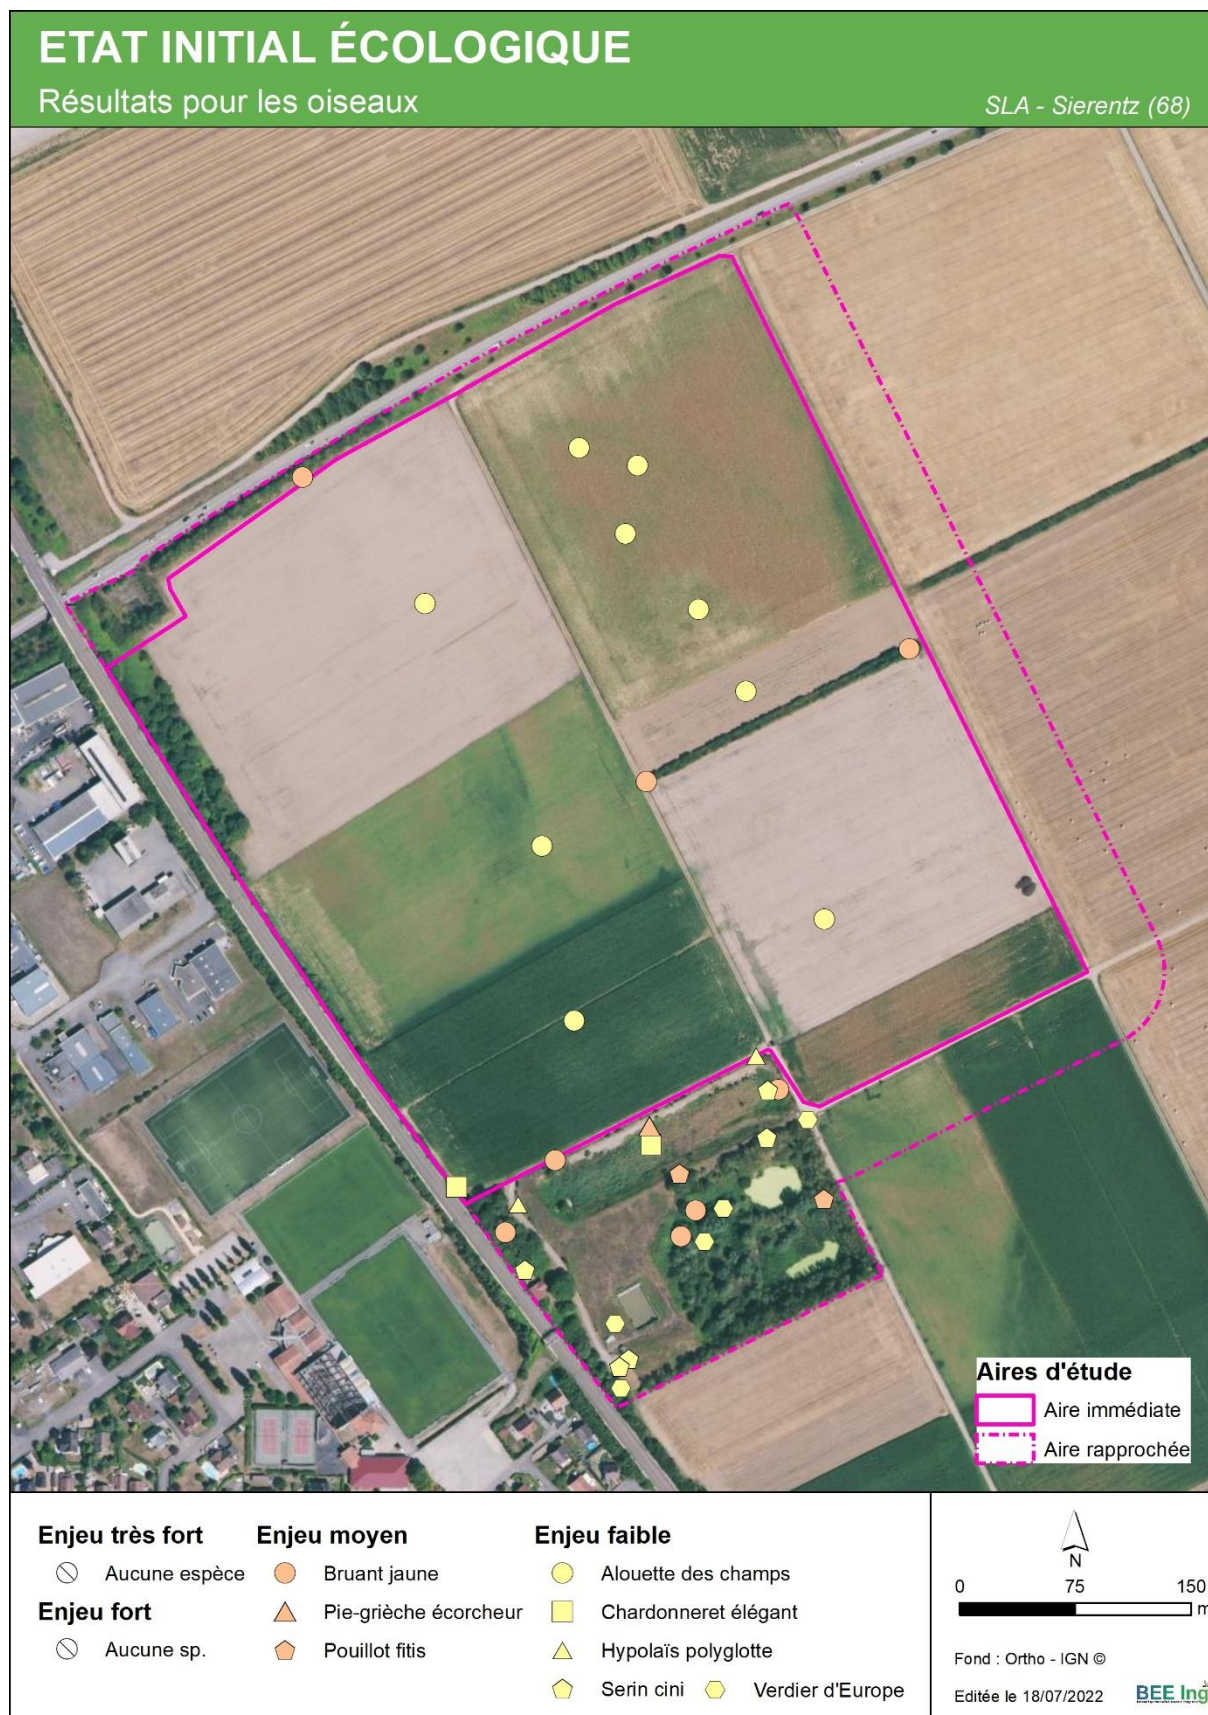 ETAT INITIAL ÉCOLOGIQUE
Résultats pour les oiseaux
SLA - Sierentz (68)
Aires d'étude
Aire immédiate
Aire rapprochée
Enjeu très fort
Aucune espèce
Enjeu fort
Aucune sp.
Enjeu moyen
Bruant jaune
Pie-grièche écorcheur
Pouillot fitis
Enjeu faible
Alouette des champs
Chardonneret élégant
Hypolaïs polyglotte
Serin cini Verdier d'Europe
N
0 75 150
m
Fond : Ortho - IGN ©
Editée le 18/07/2022
BEE Ing